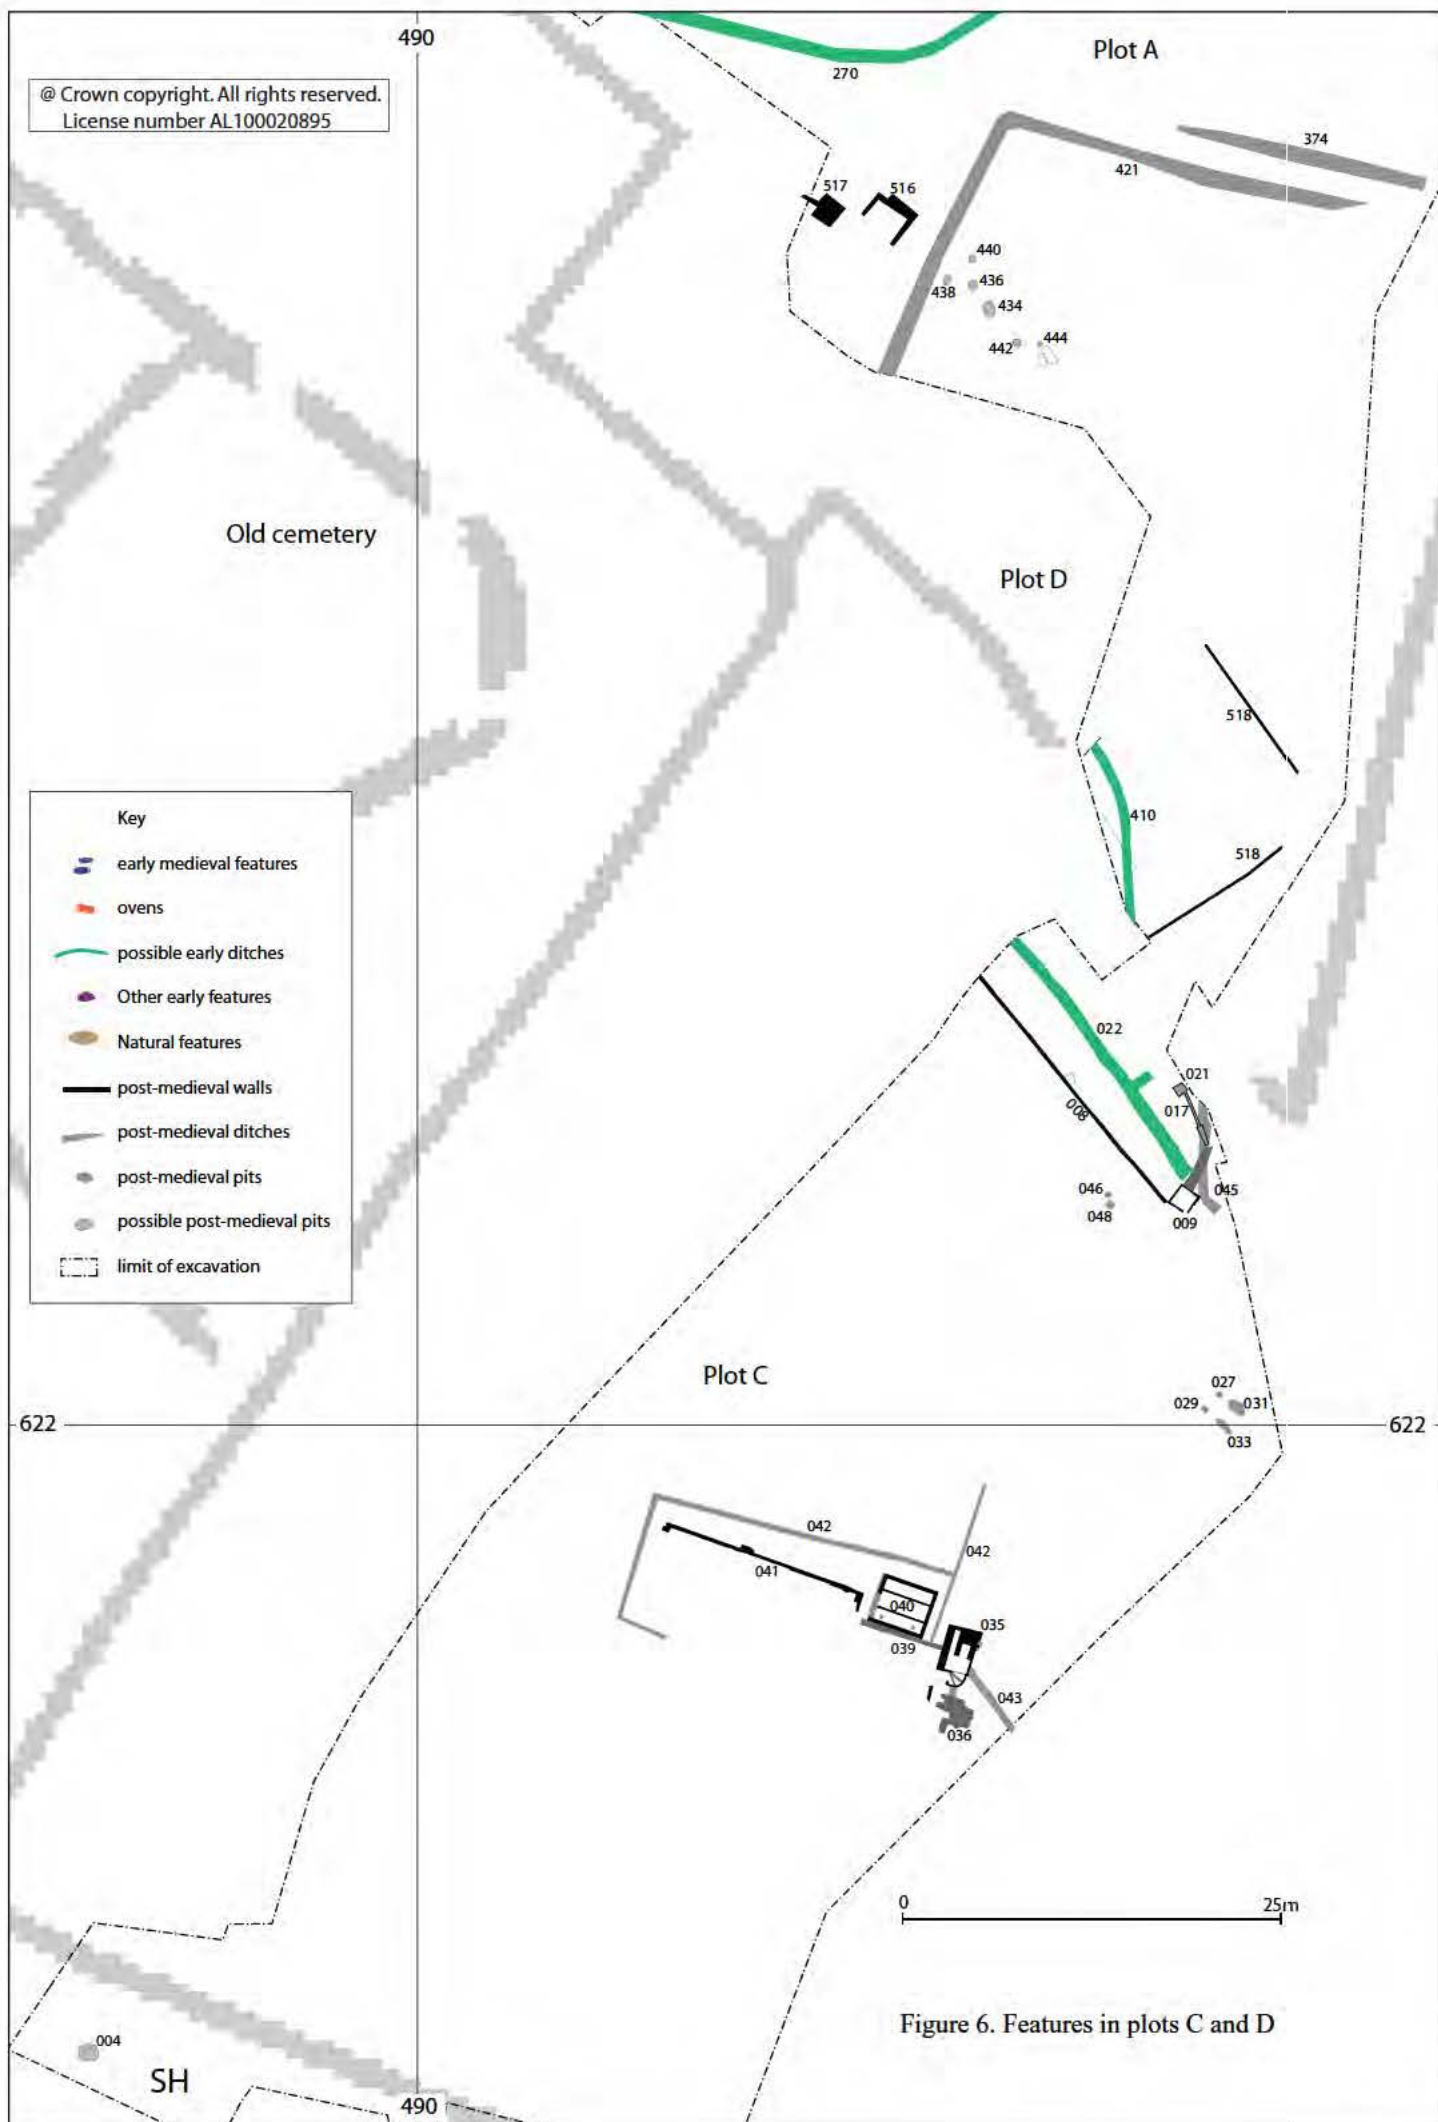 490
Plot A
270
@ Crown copyright. All rights reserved.
License number AL100020895
374
421
517
516
440
436
438
434
442
444
Old cemetery
Plot D
518
410
518
Key
early medieval features
ovens
possible early ditches
Other early features
Natural features
post-medieval walls
post-medieval ditches
post-medieval pits
possible post-medieval pits
limit of excavation
022
021
017
008
046
048
045
009
Plot C
027
029
031
033
622
622
042
042
041
040
035
039
043
036
0
25m
Figure 6. Features in plots C and D
004
SH
490